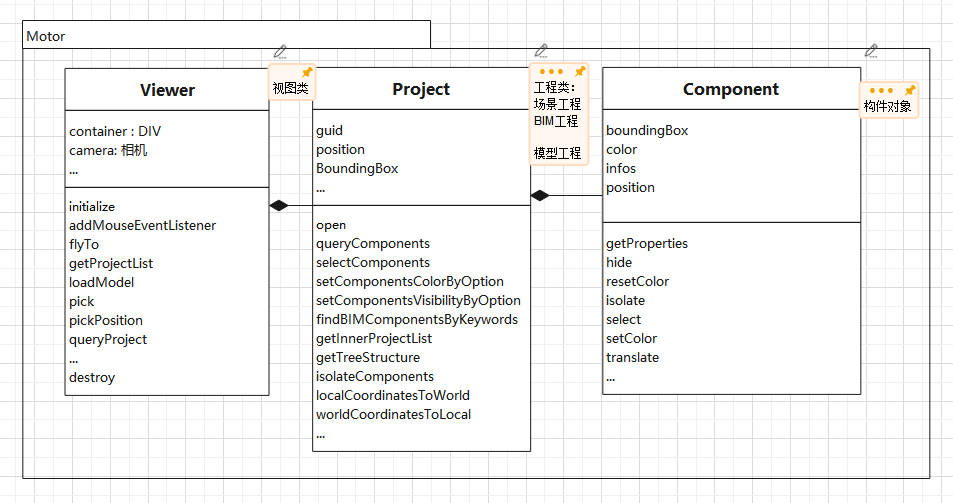 Motor
Viewer
视图类
container : DIV
camera: 相机
...
initialize
addMouseEventListener
flyTo
getProjectList
loadModel
pick
pickPosition
queryProject
...
destroy
Project
工程类：
场景工程
BIM工程
模型工程
guid
position
BoundingBox
...
open
queryComponents
selectComponents
setComponentsColorByOption
setComponentsVisibilityByOption
findBIMComponentsByKeywords
getInnerProjectList
getTreeStructure
isolateComponents
localCoordinatesToWorld
worldCoordinatesToLocal
...
Component
构件对象
boundingBox
color
infos
position
getProperties
hide
resetColor
isolate
select
setColor
translate
...